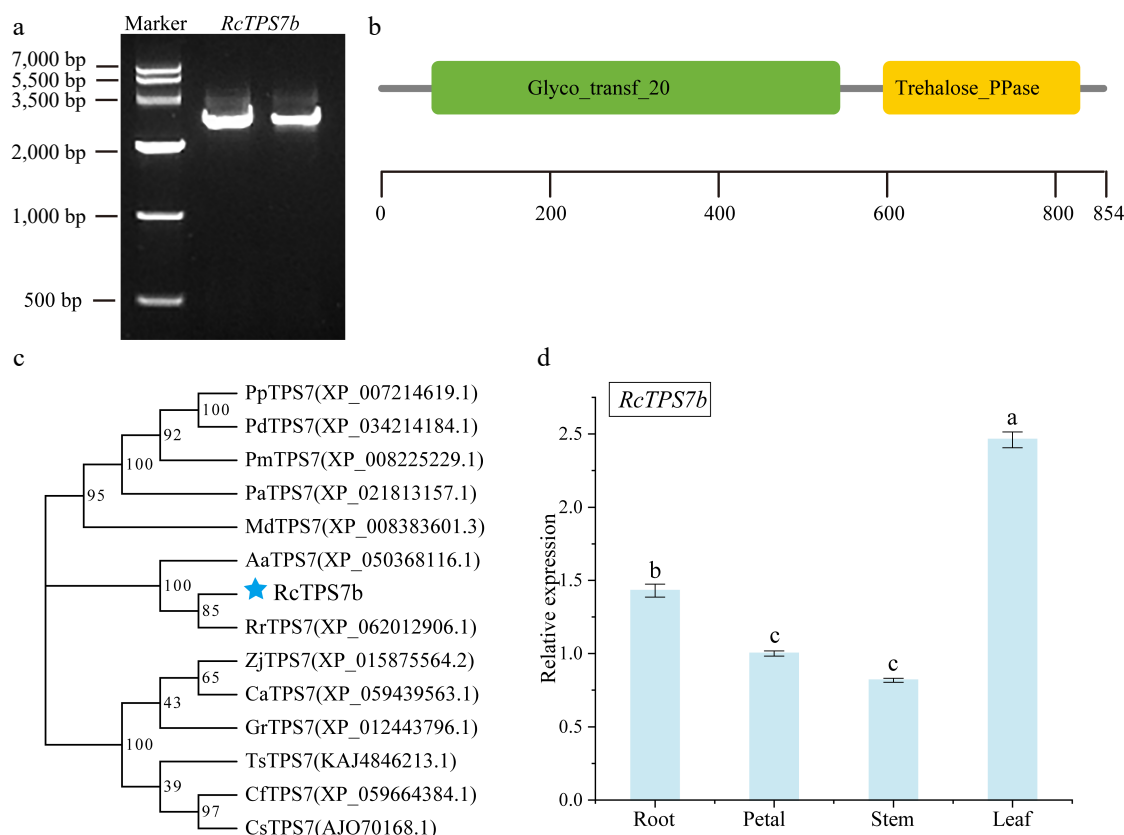 a
Marker RcTPS7b
7,000 bp
5,500 bp
3,500 bp
2,000 bp
1,000 bp
500 bp
b
Glyco_transf_20 Trehalose_PPase
0 200 400 600 800 854
c
PpTPS7(XP_007214619.1)
100
PdTPS7(XP_034214184.1)
92
PmTPS7(XP_008225229.1)
100
PaTPS7(XP_021813157.1)
95
MdTPS7(XP_008383601.3)
AaTPS7(XP_050368116.1)
100
RcTPS7b
85
RrTPS7(XP_062012906.1)
ZjTPS7(XP_015875564.2)
65
CaTPS7(XP_059439563.1)
43
GrTPS7(XP_012443796.1)
100
TsTPS7(KAJ4846213.1)
39
CfTPS7(XP_059664384.1)
97
CsTPS7(AJO70168.1)
d
RcTPS7b
Relative expression
2.5
2.0
1.5
1.0
0.5
0.0
b
c
c
a
Root Petal Stem Leaf